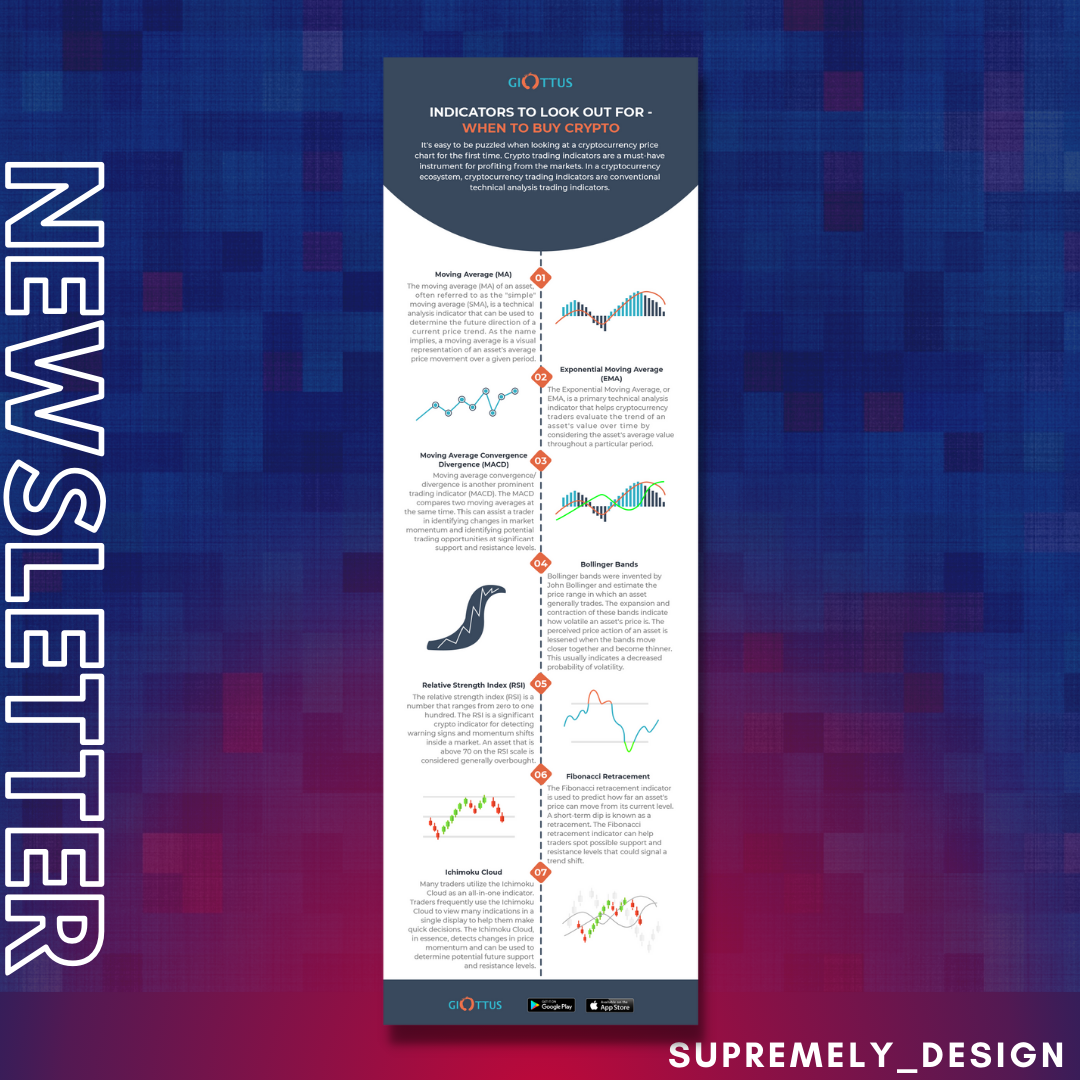 NEWSLETTER
GIOTTUS
INDICATORS TO LOOK OUT FOR -
WHEN TO BUY CRYPTO
It's easy to be puzzled when looking at a cryptocurrency price
chart for the first time. Crypto trading indicators are a must-have
instrument for profiting from the markets. In a cryptocurrency
ecosystem, cryptocurrency trading indicators are conventional
technical analysis trading indicators.
01
Moving Average (MA)
The moving average (MA) of an asset,
often referred to as the "simple"
moving average (SMA), is a technical
analysis indicator that can be used to
determine the future direction of a
current price trend. As the name
implies, a moving average is a visual
representation of an asset's average
price movement over a given period.
02
Exponential Moving Average
(EMA)
The Exponential Moving Average, or
EMA, is a primary technical analysis
indicator that helps cryptocurrency
traders evaluate the trend of an
asset's value over time by
considering the asset's average value
throughout a particular period.
03
Moving Average Convergence
Divergence (MACD)
Moving average convergence/
divergence is another prominent
trading indicator (MACD). The MACD
compares two moving averages at
the same time. This can assist a trader
in identifying changes in market
momentum and identifying potential
trading opportunities at significant
support and resistance levels.
04
Bollinger Bands
Bollinger bands were invented by
John Bollinger and estimate the
price range in which an asset
generally trades. The expansion and
contraction of these bands indicate
how volatile an asset's price is. The
perceived price action of an asset is
lessened when the bands move
closer together and become thinner.
This usually indicates a decreased
probability of volatility.
05
Relative Strength Index (RSI)
The relative strength index (RSI) is a
number that ranges from zero to one
hundred. The RSI is a significant
crypto indicator for detecting
warning signs and momentum shifts
inside a market. An asset that is
above 70 on the RSI scale is
considered generally overbought.
06
Fibonacci Retracement
The Fibonacci retracement indicator
is used to predict how far an asset's
price can move from its current level.
A short-term dip is known as a
retracement. The Fibonacci
retracement indicator can help
traders spot possible support and
resistance levels that could signal a
trend shift.
07
Ichimoku Cloud
Many traders utilize the Ichimoku
Cloud as an all-in-one indicator.
Traders frequently use the Ichimoku
Cloud to view many indications in a
single display to help them make
quick decisions. The Ichimoku Cloud,
in essence, detects changes in price
momentum and can be used to
determine potential future support
and resistance levels.
GIOTTUS
GET IT ON
Google Play
Available on the
App Store
SUPREMELY_DESIGN